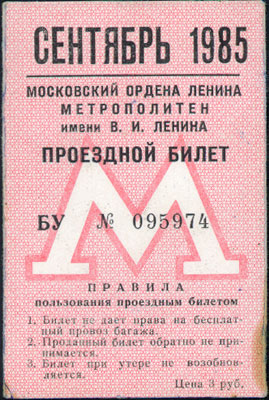 СЕНТЯБРЬ 1985
МОСКОВСКИЙ ОРДЕНА ЛЕНИНА
МЕТРОПОЛИТЕН
имени В. И. ЛЕНИНА
ПРОЕЗДНОЙ БИЛЕТ
М
БУ № 095974
ПРАВИЛА
пользования проездным билетом
1. Билет не дает права на бесплат-
ный провоз багажа.
2. Проданный билет обратно не при-
нимается.
3. Билет при утере не возобнов-
ляется.
Цена 3 руб.